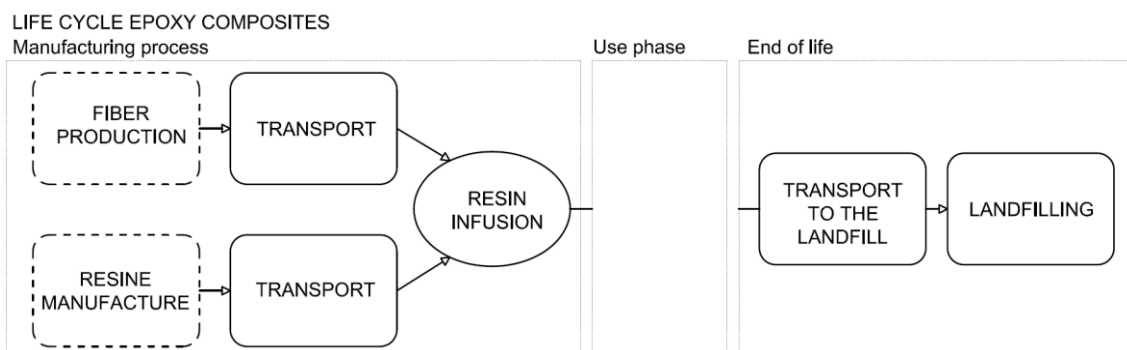 LIFE CYCLE EPOXY COMPOSITES
Manufacturing process
Use phase
End of life
FIBER
PRODUCTION
TRANSPORT
RESIN
INFUSION
RESINE
MANUFACTURE
TRANSPORT
TRANSPORT
TO THE
LANDFILL
LANDFILLING